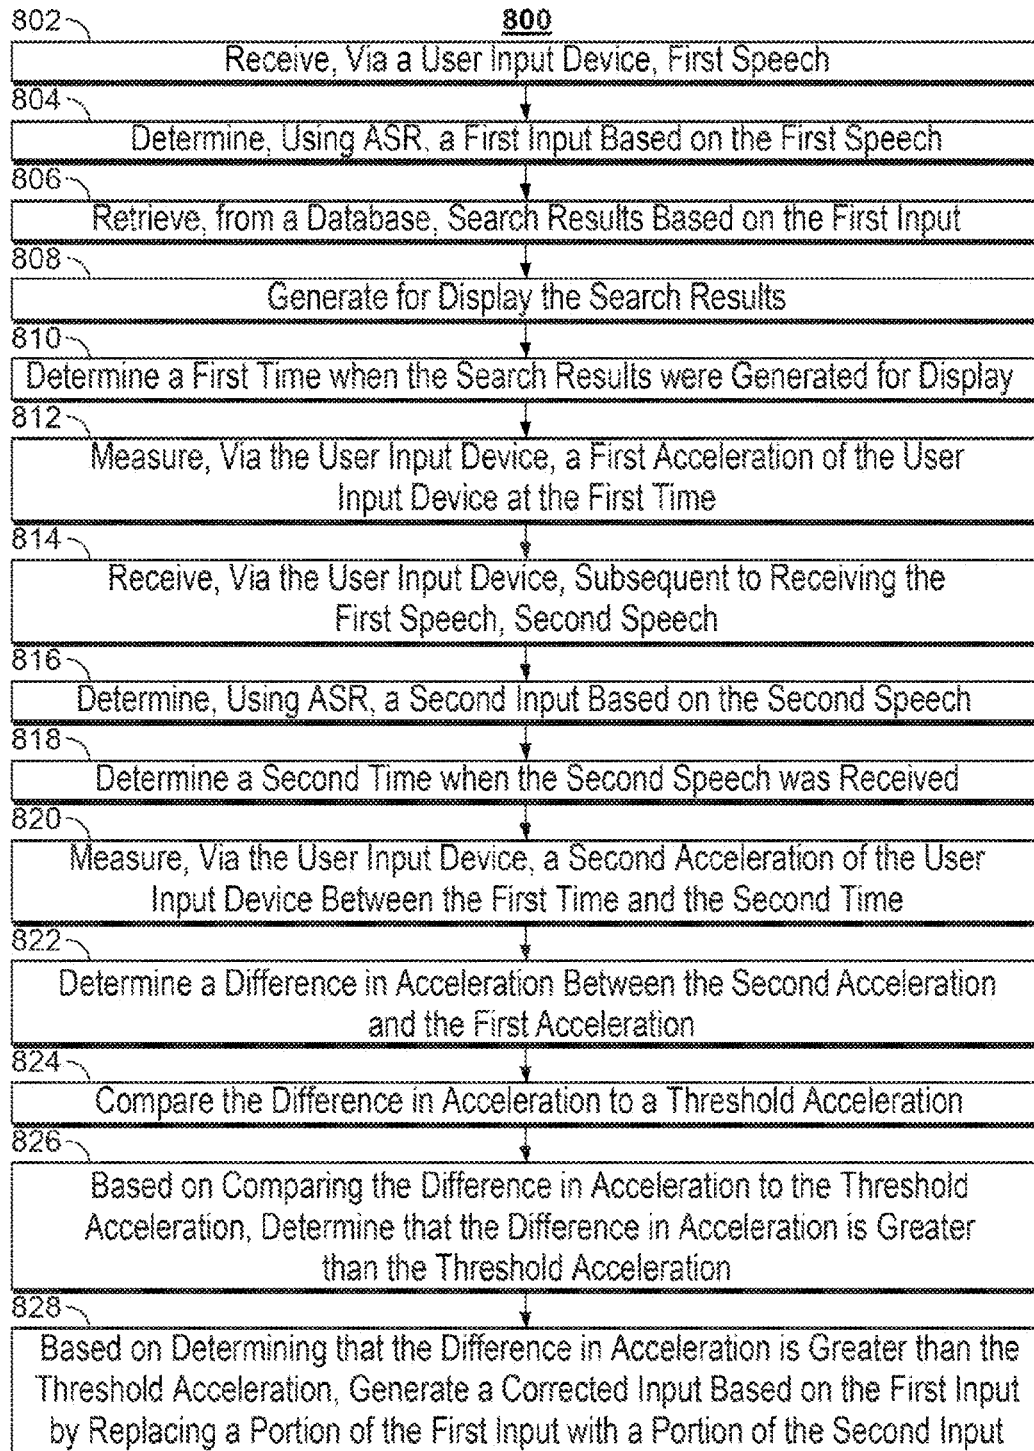 800
802
Receive, Via a User Input Device, First Speech
804
Determine, Using ASR, a First Input Based on the First Speech
806
Retrieve, from a Database, Search Results Based on the First Input
808
Generate for Display the Search Results
810
Determine a First Time when the Search Results were Generated for Display
812
Measure, Via the User Input Device, a First Acceleration of the User
Input Device at the First Time
814
Receive, Via the User Input Device, Subsequent to Receiving the
First Speech, Second Speech
816
Determine, Using ASR, a Second Input Based on the Second Speech
818
Determine a Second Time when the Second Speech was Received
820
Measure, Via the User Input Device, a Second Acceleration of the User
Input Device Between the First Time and the Second Time
822
Determine a Difference in Acceleration Between the Second Acceleration
and the First Acceleration
824
Compare the Difference in Acceleration to a Threshold Acceleration
826
Based on Comparing the Difference in Acceleration to the Threshold
Acceleration, Determine that the Difference in Acceleration is Greater
than the Threshold Acceleration
828
Based on Determining that the Difference in Acceleration is Greater than the
Threshold Acceleration, Generate a Corrected Input Based on the First Input
by Replacing a Portion of the First Input with a Portion of the Second Input